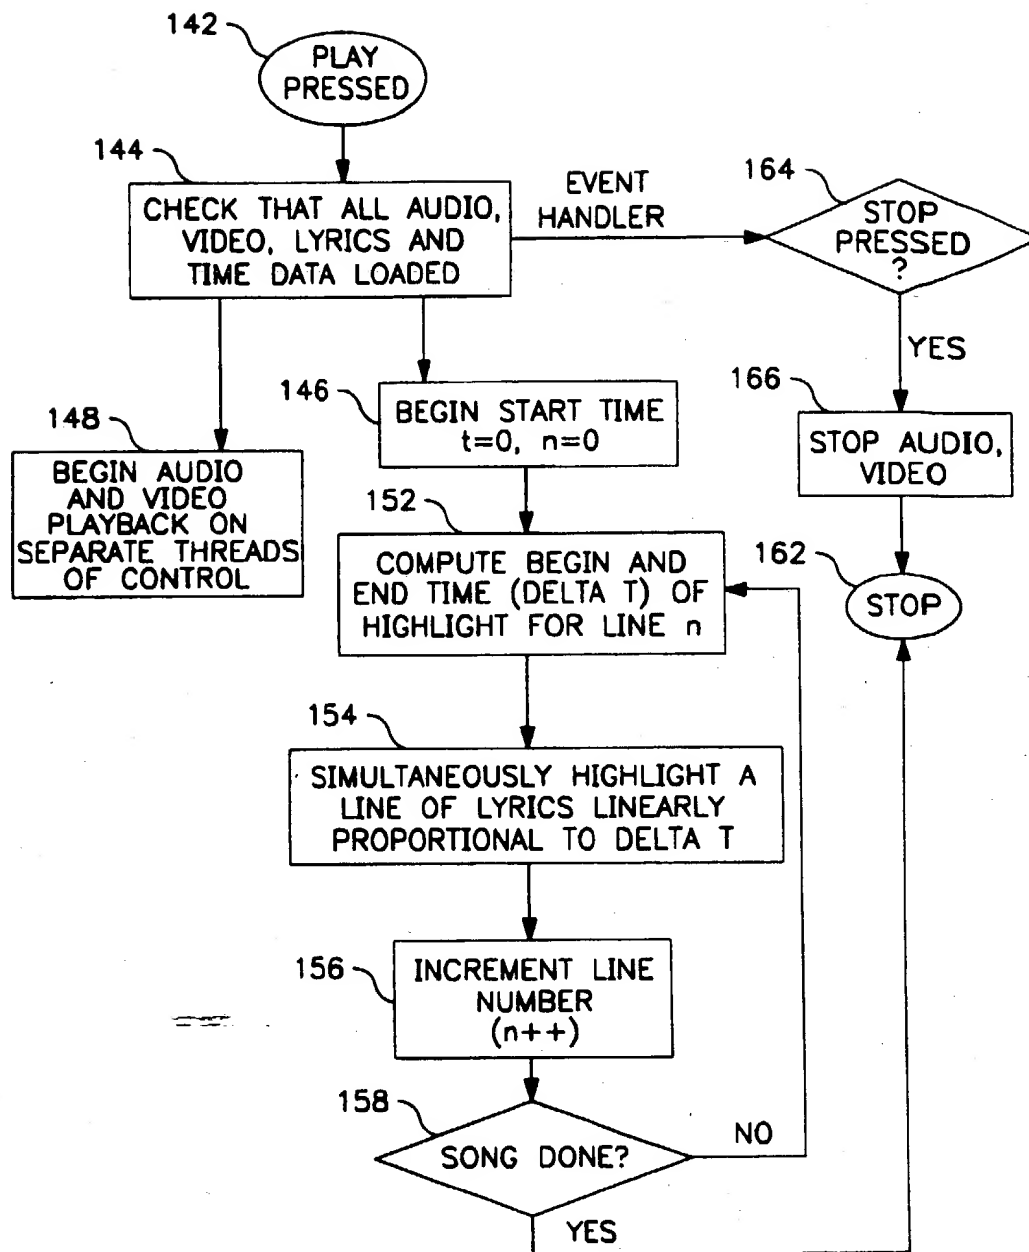 142
PLAY
PRESSED
144
CHECK THAT ALL AUDIO,
VIDEO, LYRICS AND
TIME DATA LOADED
EVENT
HANDLER
164
STOP
PRESSED
?
YES
166
STOP AUDIO,
VIDEO
162
STOP
148
BEGIN AUDIO
AND VIDEO
PLAYBACK ON
SEPARATE THREADS
OF CONTROL
146
BEGIN START TIME
t=0, n=0
152
COMPUTE BEGIN AND
END TIME (DELTA T) OF
HIGHLIGHT FOR LINE n
154
SIMULTANEOUSLY HIGHLIGHT A
LINE OF LYRICS LINEARLY
PROPORTIONAL TO DELTA T
156
INCREMENT LINE
NUMBER
(n++)
158
SONG DONE?
NO
YES